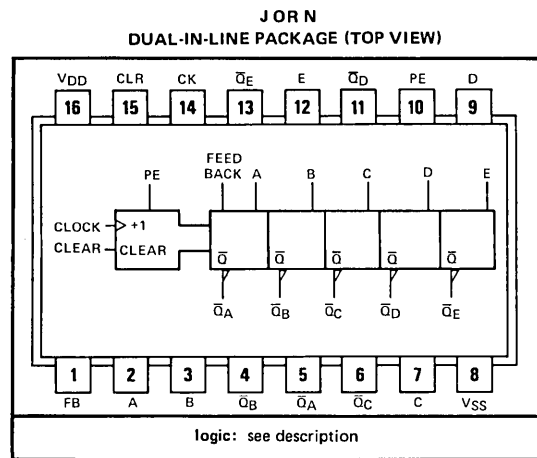 J OR N
DUAL-IN-LINE PACKAGE (TOP VIEW)
VDD CLR CK Q̅E E Q̅D PE D
16 15 14 13 12 11 10 9
FEED
BACK
PE A B C D E
CLOCK +1
CLEAR CLEAR Q̅ Q̅ Q̅ Q̅ Q̅
Q̅A Q̅B Q̅C Q̅D Q̅E
1 2 3 4 5 6 7 8
FB A B Q̅B Q̅A Q̅C C VSS
logic: see description